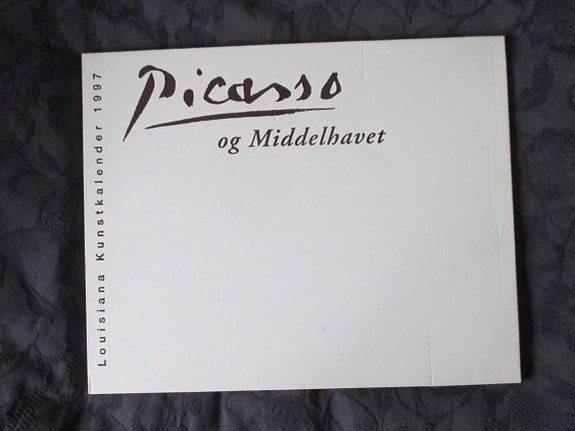 Picasso
og Middelhavet
Louisiana Kunstkalender 1997